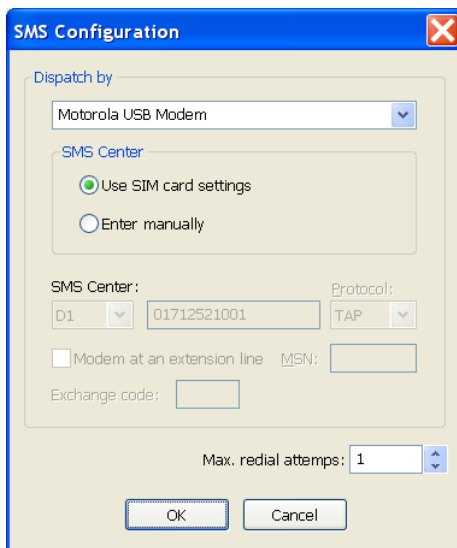 SMS Configuration
Dispatch by
Motorola USB Modem
SMS Center
Use SIM card settings
Enter manually
SMS Center: Protocol:
D1 01712521001 TAP
Modem at an extension line MSN:
Exchange code:
Max. redial attemps: 1
OK Cancel